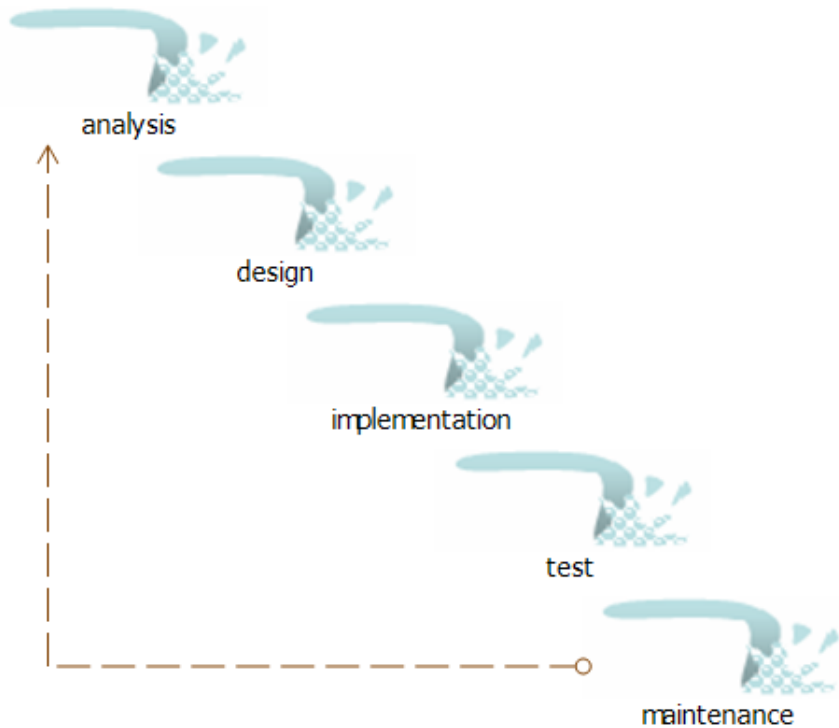 analysis
design
implementation
test
maintenance